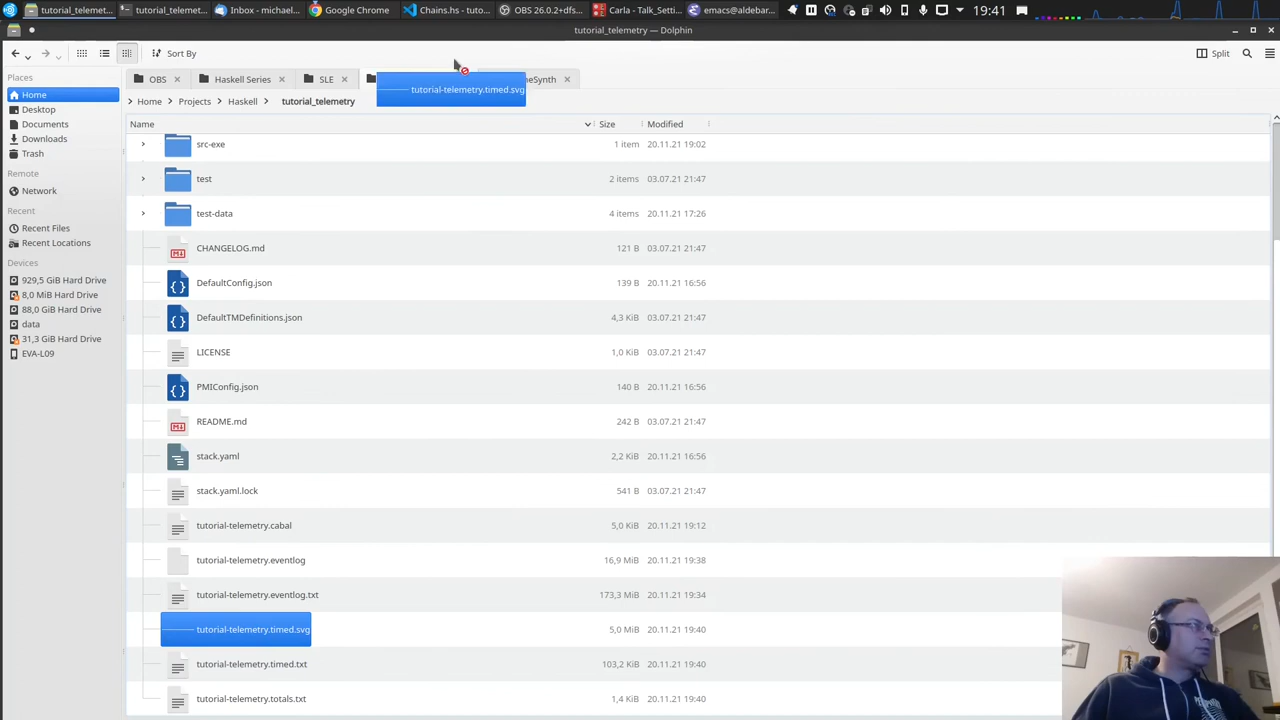 tutorial_telemet...
tutorial_telemetr...
Inbox - michael...
Google Chrome
Chains.hs - tuto...
OBS 26.0.2+dfs...
Carla - Talk_Setti...
emacs@aldebar...
19:41
tutorial_telemetry — Dolphin
Sort By
Split
Places
Home
Desktop
Documents
Downloads
Trash
Remote
Network
Recent
Recent Files
Recent Locations
Devices
929,5 GiB Hard Drive
8,0 MiB Hard Drive
88,0 GiB Hard Drive
data
31,3 GiB Hard Drive
EVA-L09
OBS
Haskell Series
SLE
neSynth
tutorial-telemetry.timed.svg
Home
Projects
Haskell
tutorial_telemetry
Name Size Modified
src-exe 1 item 20.11.21 19:02
test 2 items 03.07.21 21:47
test-data 4 items 20.11.21 17:26
CHANGELOG.md 121 B 03.07.21 21:47
DefaultConfig.json 139 B 20.11.21 16:56
DefaultTMDefinitions.json 4,3 KiB 03.07.21 21:47
LICENSE 1,0 KiB 03.07.21 21:47
PMIConfig.json 140 B 20.11.21 16:56
README.md 242 B 03.07.21 21:47
stack.yaml 2,2 KiB 20.11.21 16:56
stack.yaml.lock 541 B 03.07.21 21:47
tutorial-telemetry.cabal 5,0 KiB 20.11.21 19:12
tutorial-telemetry.eventlog 16,9 MiB 20.11.21 19:38
tutorial-telemetry.eventlog.txt 173,3 MiB 20.11.21 19:34
tutorial-telemetry.timed.svg 5,0 MiB 20.11.21 19:40
tutorial-telemetry.timed.txt 103,2 KiB 20.11.21 19:40
tutorial-telemetry.totals.txt 1,4 KiB 20.11.21 19:40